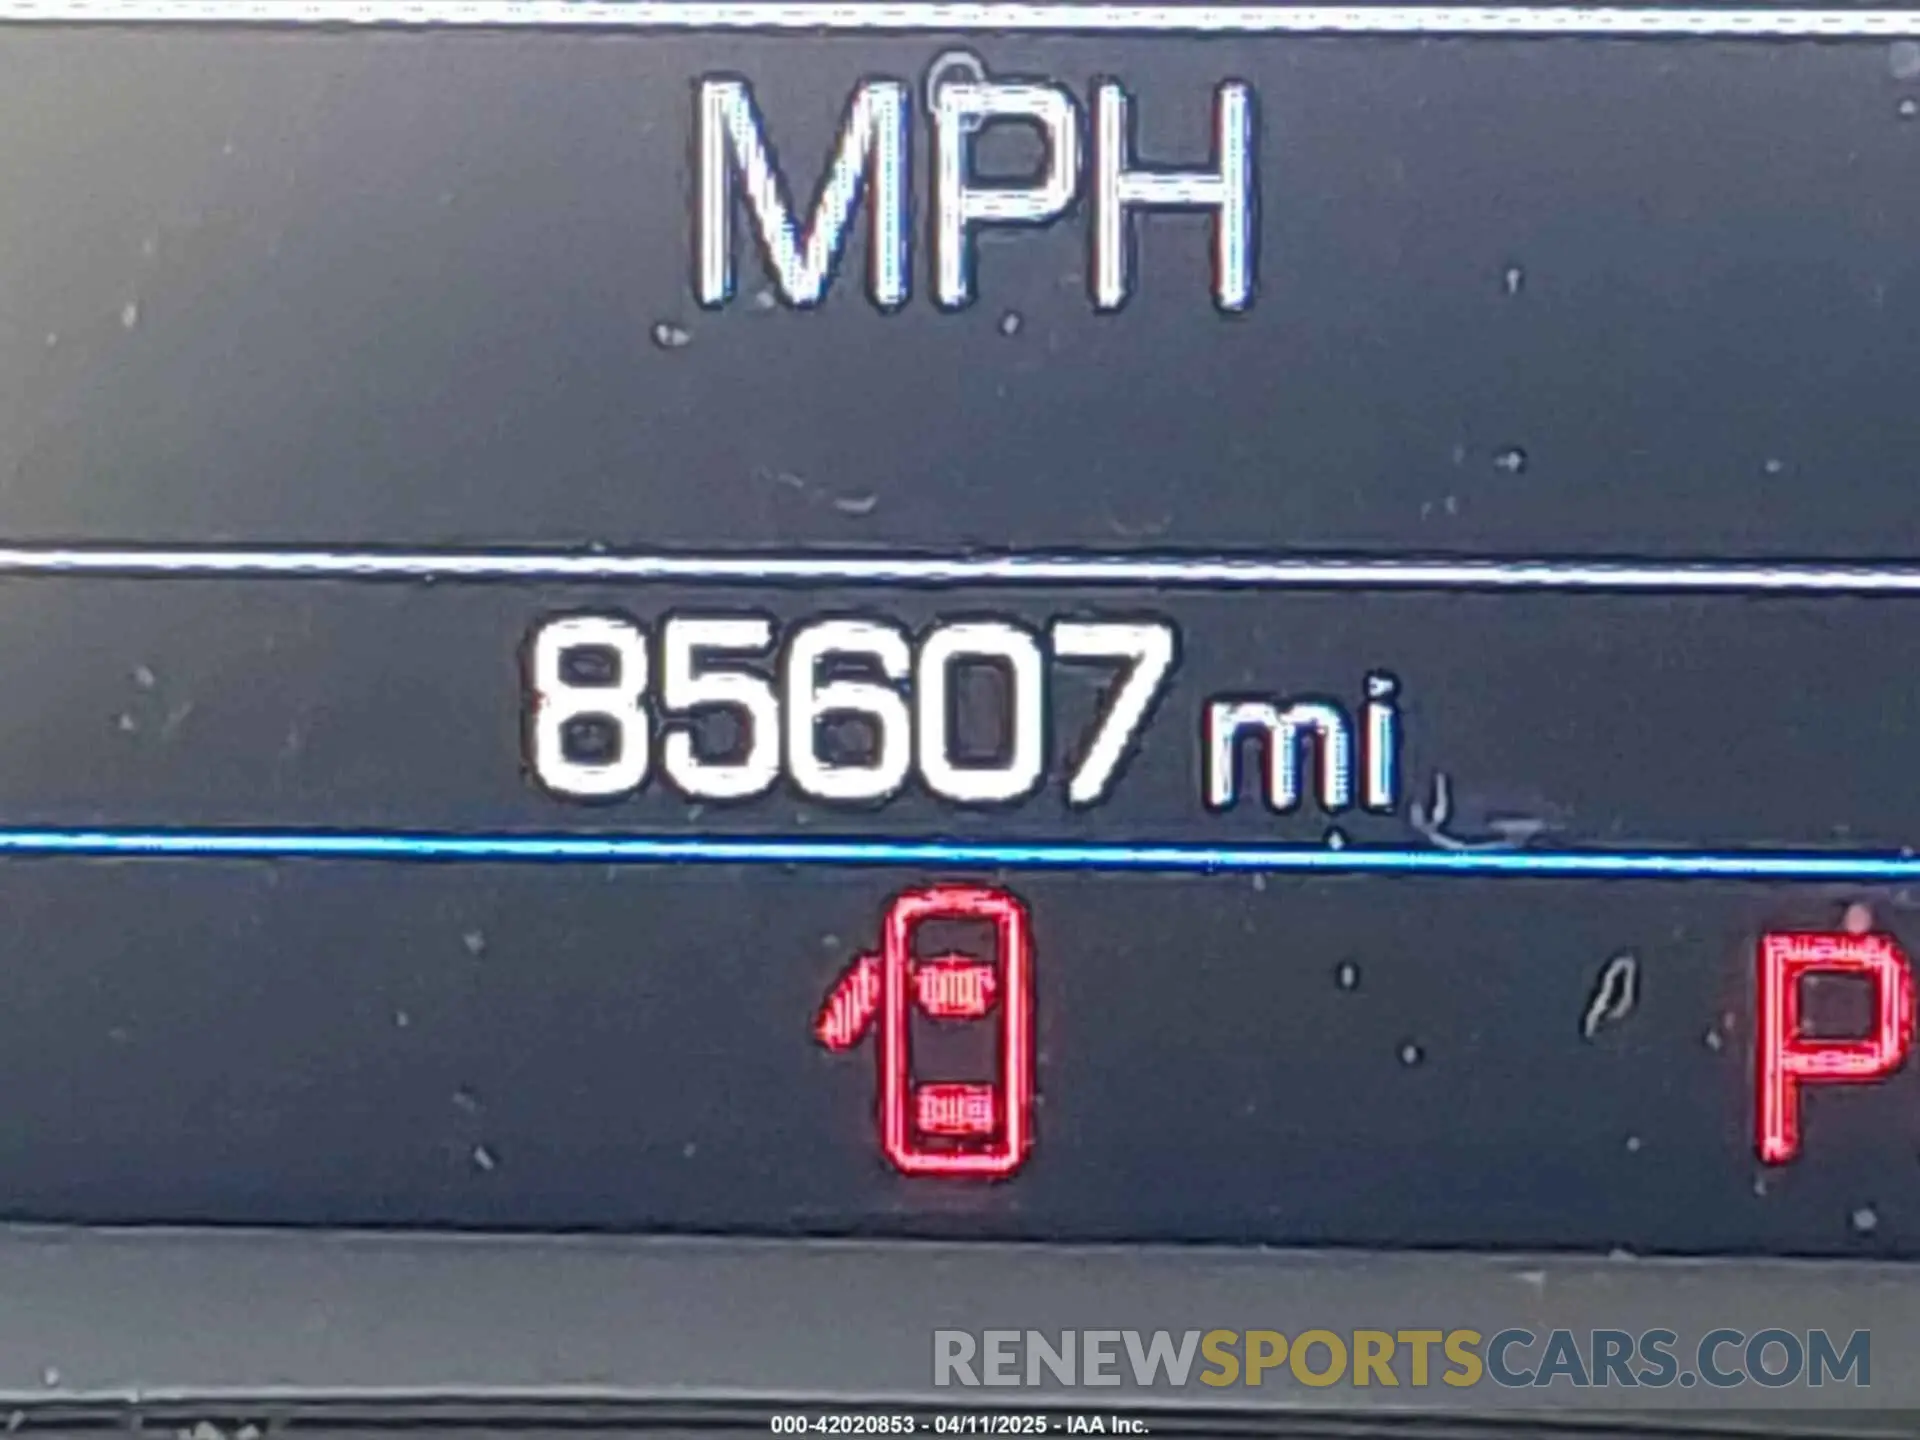 MPH
85607 mi
P
RENEWSPORTSCARS.COM
000-42020853 - 04/11/2025 - IAA Inc.